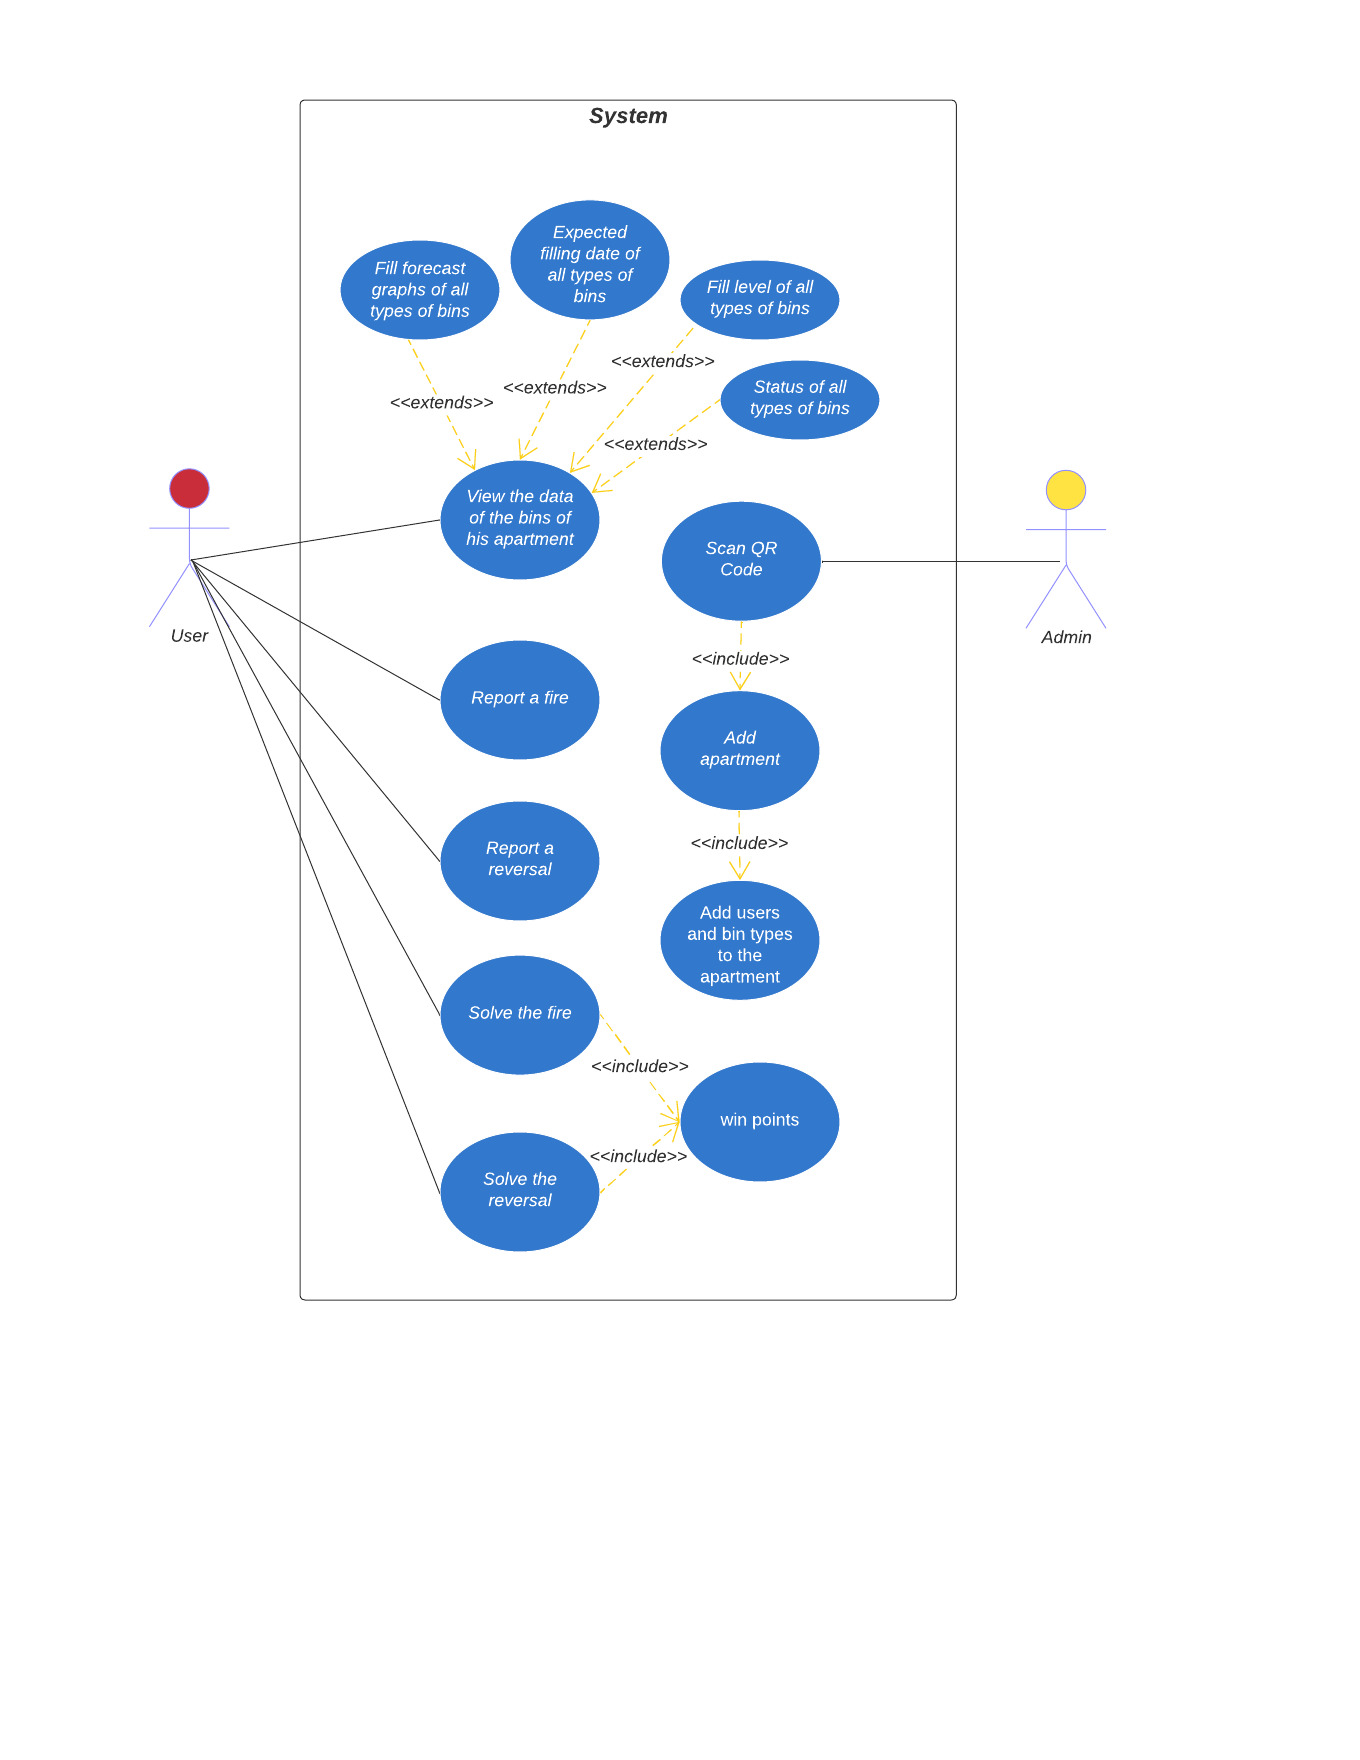 System
Expected
filling date of
all types of
bins
Fill forecast
graphs of all
types of bins
Fill level of all
types of bins
<<extends>>
<<extends>>
<<extends>>
Status of all
types of bins
<<extends>>
View the data
of the bins of
his apartment
Scan QR
Code
User
Admin
<<include>>
Report a fire
Add
apartment
<<include>>
Report a
reversal
Add users
and bin types
to the
apartment
Solve the fire
<<include>>
win points
<<include>>
Solve the
reversal